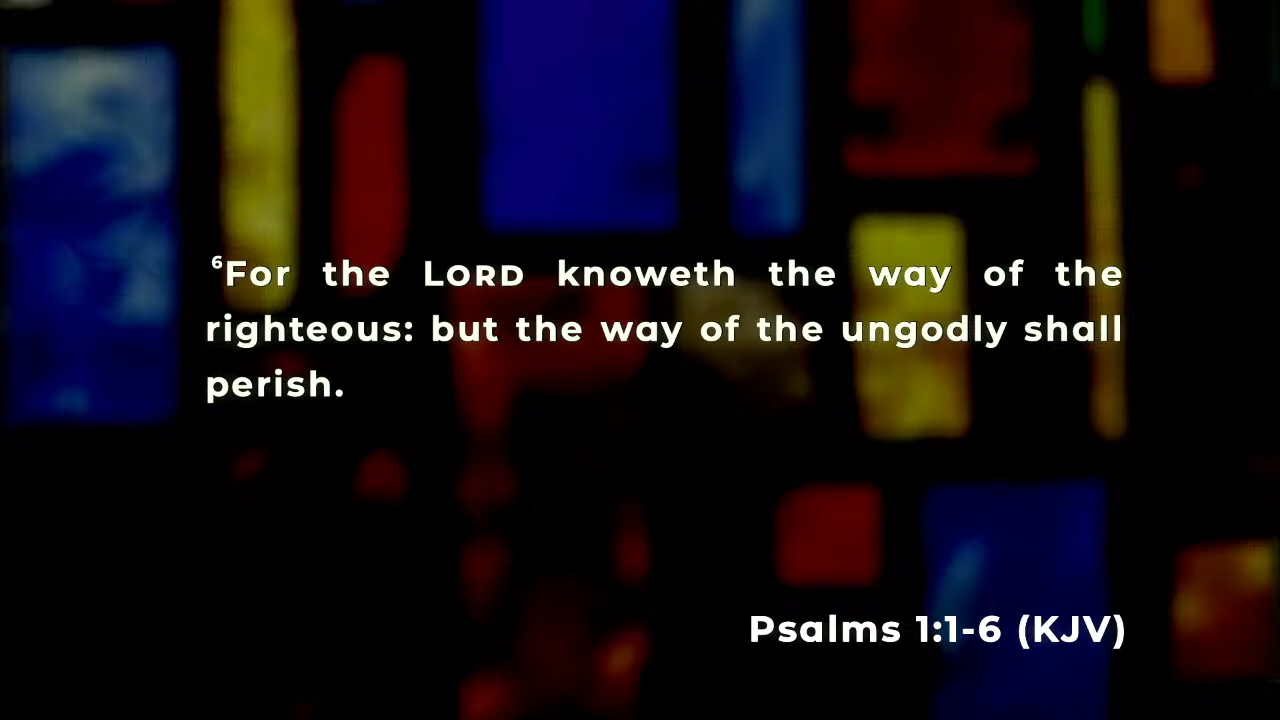 ⁶For the LORD knoweth the way of the
righteous: but the way of the ungodly shall
perish.
Psalms 1:1-6 (KJV)